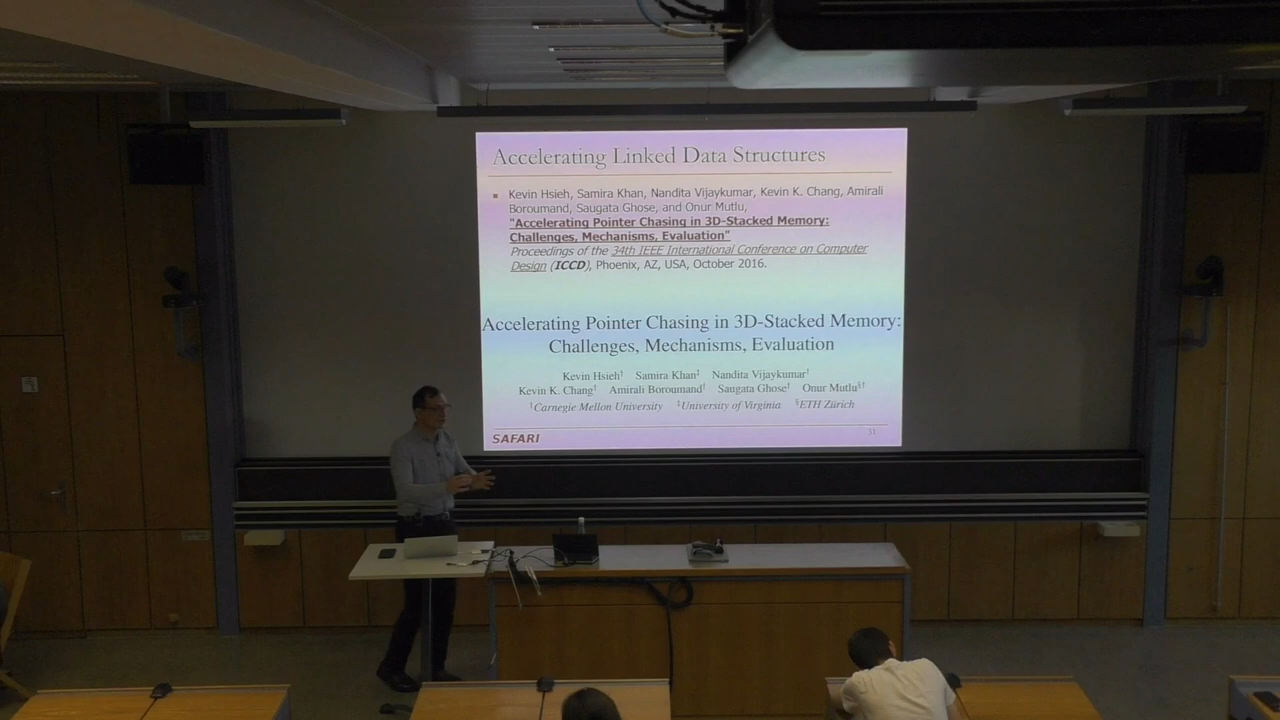 Accelerating Linked Data Structures
Kevin Hsieh, Samira Khan, Nandita Vijaykumar, Kevin K. Chang, Amirali
Boroumand, Saugata Ghose, and Onur Mutlu,
"Accelerating Pointer Chasing in 3D-Stacked Memory:
Challenges, Mechanisms, Evaluation"
Proceedings of the 34th IEEE International Conference on Computer
Design (ICCD), Phoenix, AZ, USA, October 2016.
Accelerating Pointer Chasing in 3D-Stacked Memory:
Challenges, Mechanisms, Evaluation
Kevin Hsieh† Samira Khan‡ Nandita Vijaykumar†
Kevin K. Chang† Amirali Boroumand† Saugata Ghose† Onur Mutlu§†
†Carnegie Mellon University ‡University of Virginia §ETH Zürich
SAFARI
31